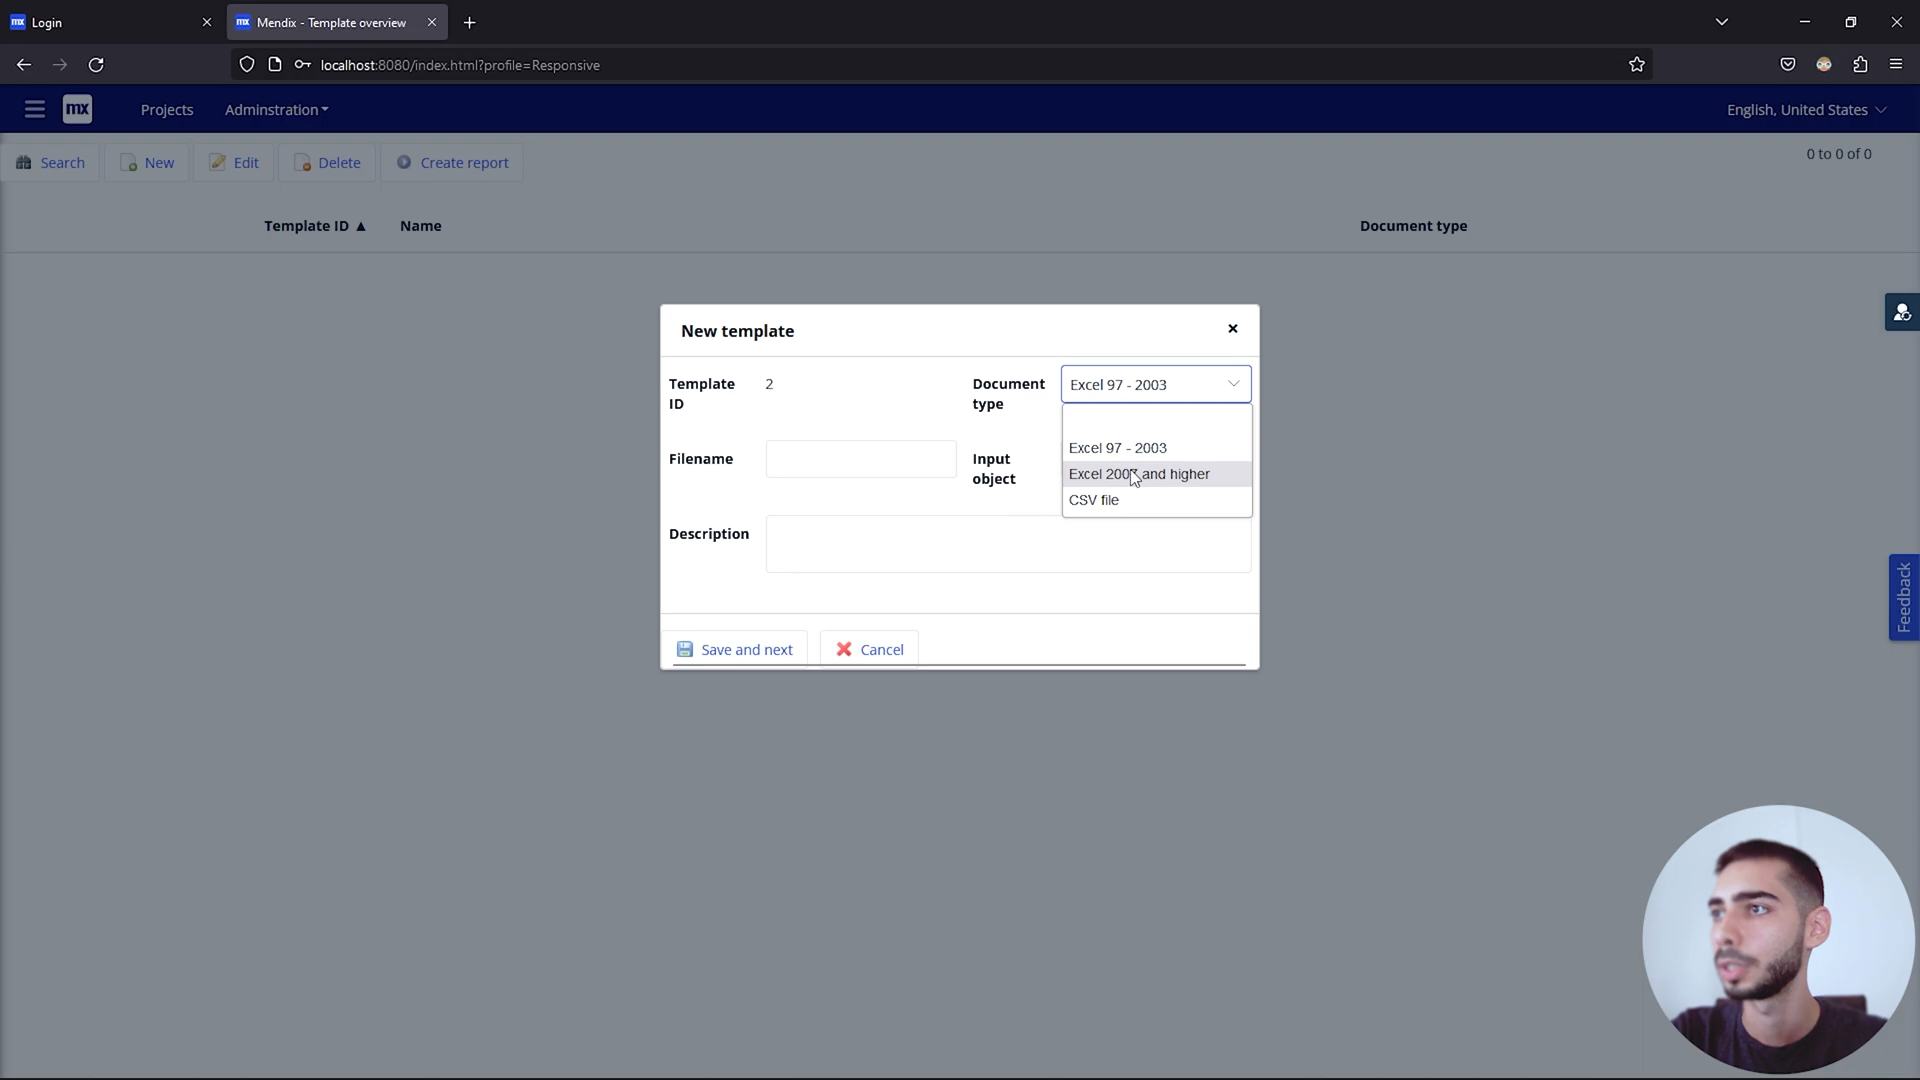 mx Login
mx Mendix - Template overview
localhost:8080/index.html?profile=Responsive
mx Projects Adminstration English, United States
Search New Edit Delete Create report 0 to 0 of 0
Template ID ▲ Name Document type
New template
Template ID 2 Document type Excel 97 - 2003
Excel 97 - 2003
Filename Input object
Excel 2007 and higher
CSV file
Description
Save and next Cancel
Feedback